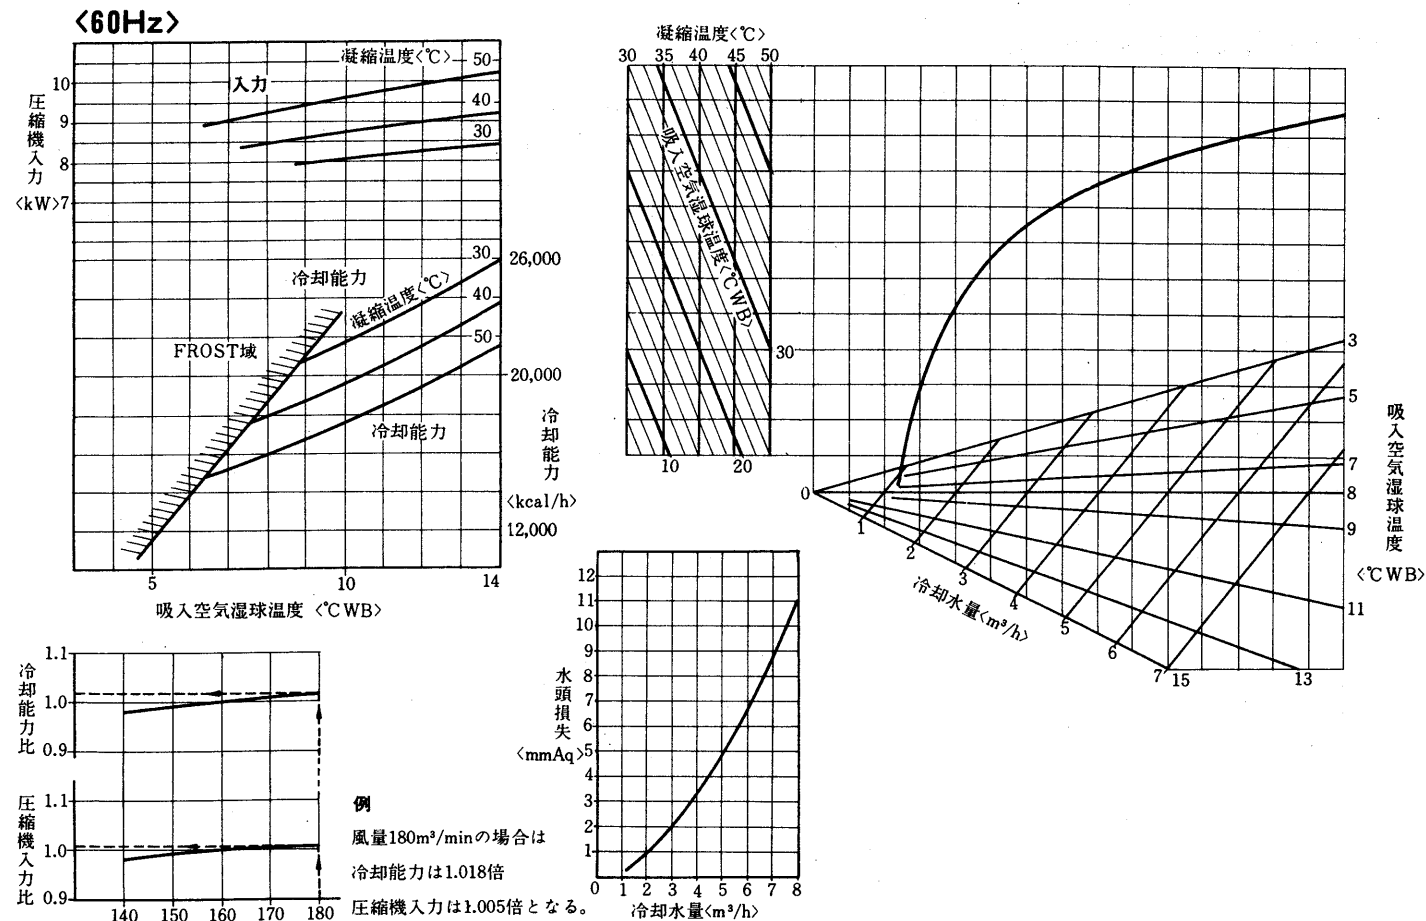 <60Hz>
凝縮温度<℃>
50
入力
40
30
10
9
8
圧縮機入力
<kW>7
30
26,000
冷却能力
凝縮温度<℃>
40
50
FROST域
20,000
冷却能力
冷却能力
<kcal/h>
12,000
5
10
14
吸入空気湿球温度 <℃WB>
凝縮温度<℃>
30 35 40 45 50
吸入空気湿球温度<℃WB>
30
10
20
3
5
7
8
9
11
13
15
吸入空気湿球温度
<℃WB>
0
1
2
3
4
5
6
7
冷却水量<m³/h>
冷却能力比
1.1
1.0
0.9
圧縮機入力比
1.1
1.0
0.9
140 150 160 170 180
例
風量180m³/minの場合は
冷却能力は1.018倍
圧縮機入力は1.005倍となる。
12
11
10
9
8
7
6
5
4
3
2
1
水頭損失
<mmAq>
0 1 2 3 4 5 6 7 8
冷却水量<m³/h>